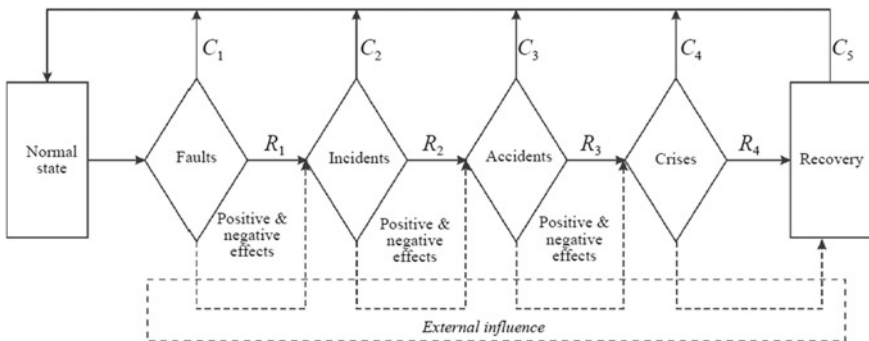 C1
C2
C3
C4
C5
Normal
state
Faults
R1
Incidents
R2
Accidents
R3
Crises
R4
Recovery
Positive &
negative
effects
Positive &
negative
effects
Positive &
negative
effects
External influence